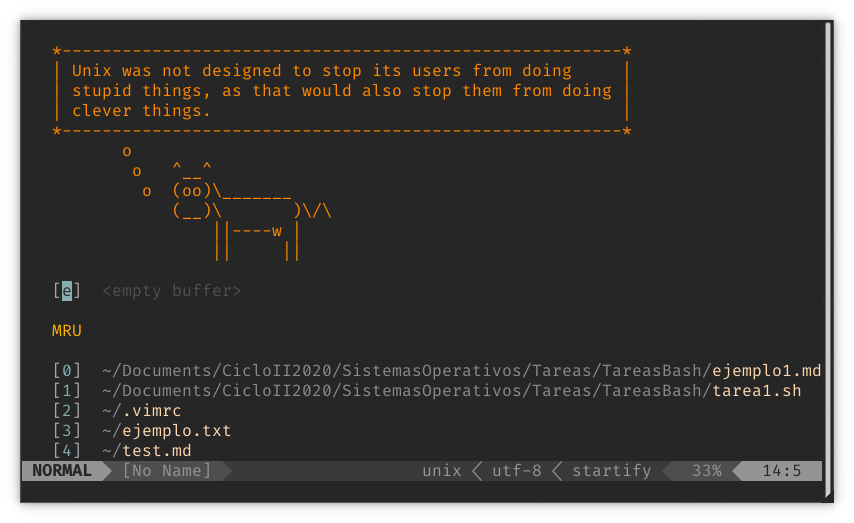 *--------------------------------------------------------*
| Unix was not designed to stop its users from doing     |
| stupid things, as that would also stop them from doing |
| clever things.                                         |
*--------------------------------------------------------*
       o
        o   ^__^
         o  (oo)\_______
            (__)\       )\/\
                ||----w |
                ||     ||
[e]  <empty buffer>
MRU
[0]  ~/Documents/CicloII2020/SistemasOperativos/Tareas/TareasBash/ejemplo1.md
[1]  ~/Documents/CicloII2020/SistemasOperativos/Tareas/TareasBash/tarea1.sh
[2]  ~/.vimrc
[3]  ~/ejemplo.txt
[4]  ~/test.md
NORMAL [No Name] unix < utf-8 < startify 33% 14:5